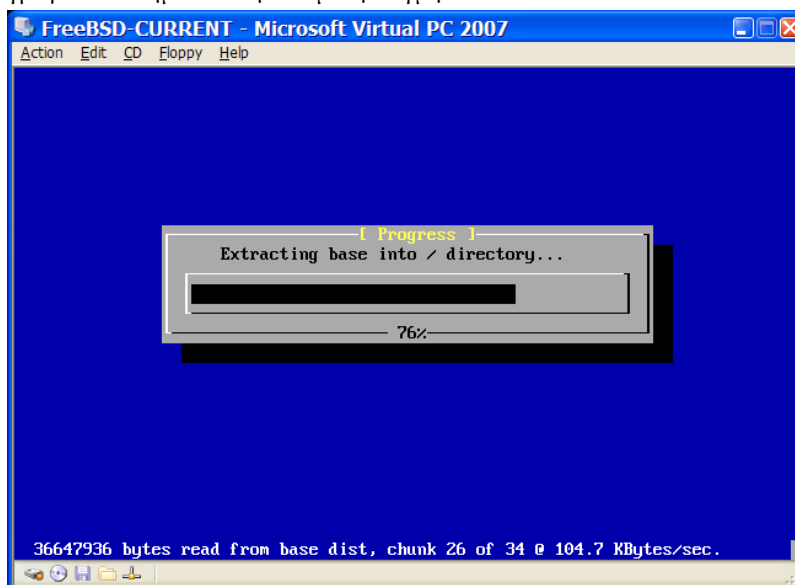 FreeBSD-CURRENT - Microsoft Virtual PC 2007
Action Edit CD Floppy Help
[ Progress ]
Extracting base into / directory...
76%
36647936 bytes read from base dist, chunk 26 of 34 @ 104.7 KBytes/sec.